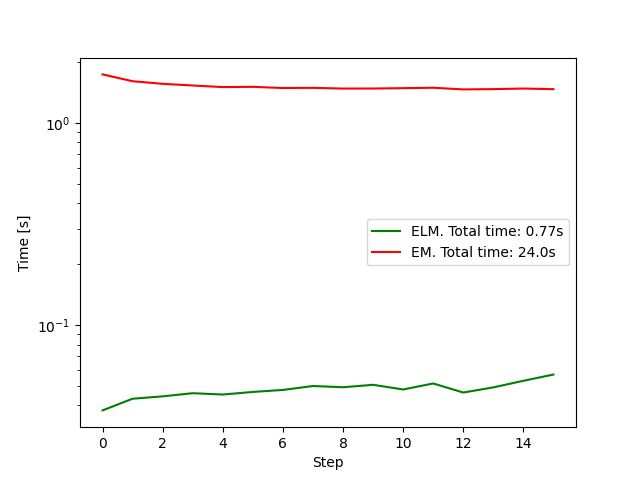 10⁰
10⁻¹
Time [s]
ELM. Total time: 0.77s
EM. Total time: 24.0s
0 2 4 6 8 10 12 14
Step